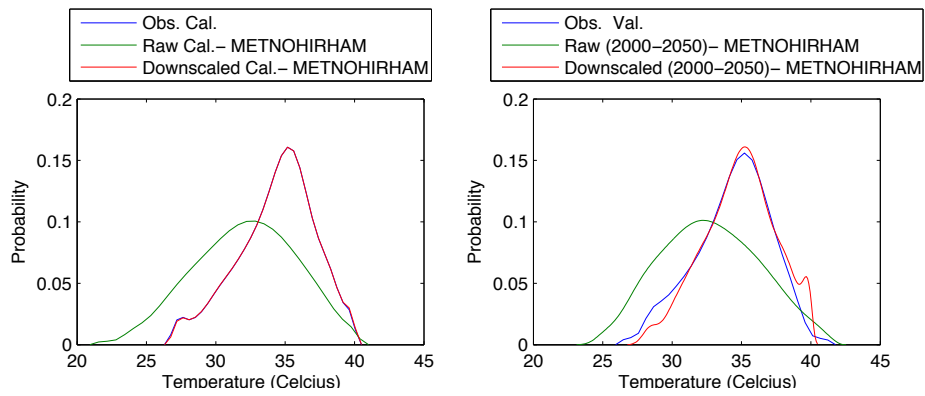 Obs. Cal.
Raw Cal.− METNOHIRHAM
Downscaled Cal.− METNOHIRHAM
0.2
0.15
0.1
0.05
0
Probability
20 25 30 35 40 45
Temperature (Celcius)
Obs. Val.
Raw (2000−2050)− METNOHIRHAM
Downscaled (2000−2050)− METNOHIRHAM
0.2
0.15
0.1
0.05
0
Probability
20 25 30 35 40 45
Temperature (Celcius)